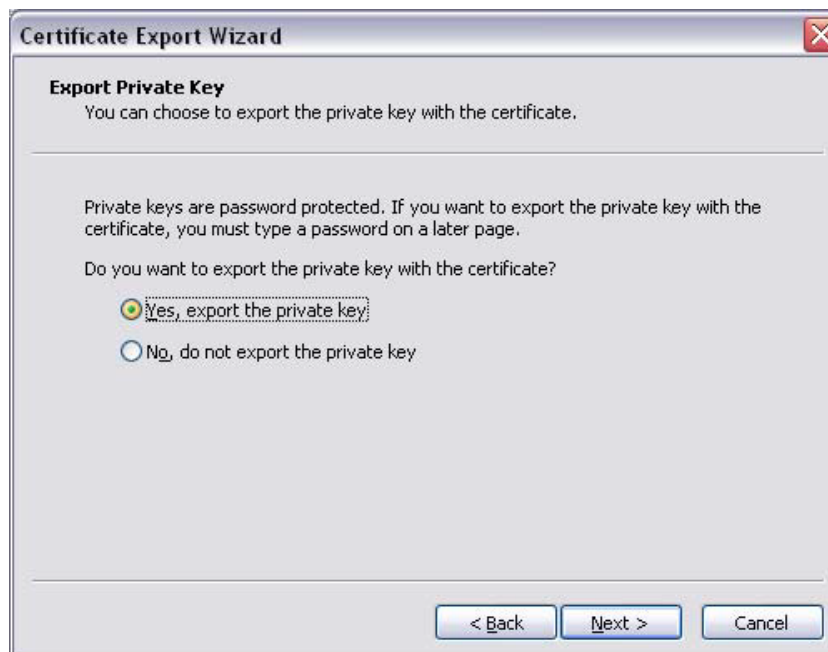 Certificate Export Wizard
Export Private Key
You can choose to export the private key with the certificate.
Private keys are password protected. If you want to export the private key with the
certificate, you must type a password on a later page.
Do you want to export the private key with the certificate?
Yes, export the private key
No, do not export the private key
< Back Next > Cancel